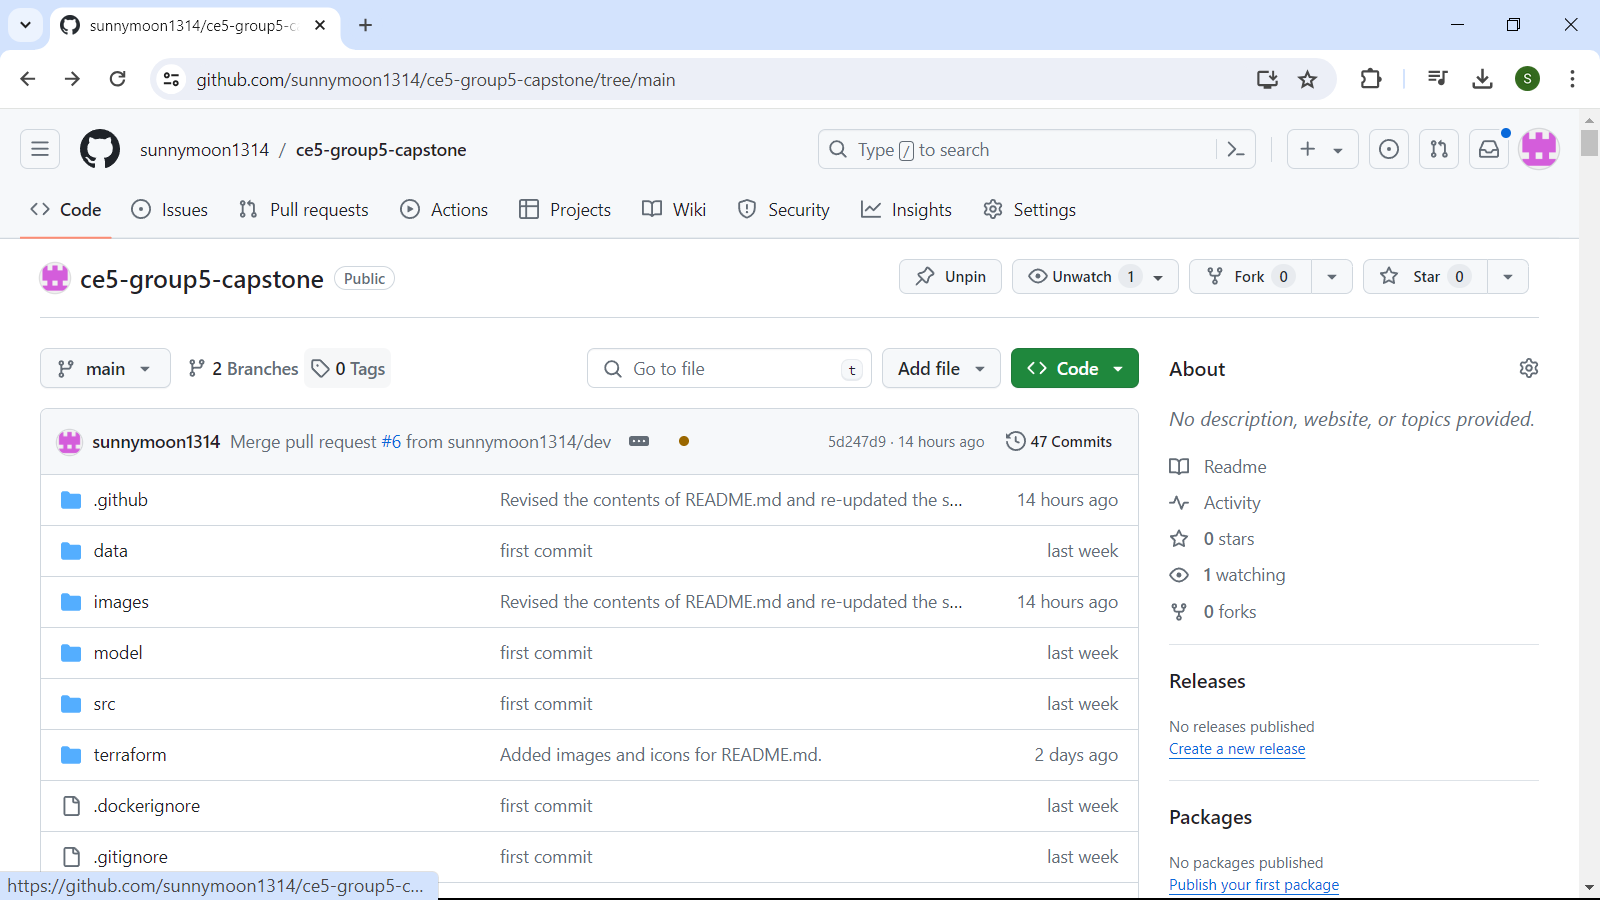 sunnymoon1314/ce5-group5-c
github.com/sunnymoon1314/ce5-group5-capstone/tree/main
S
sunnymoon1314 / ce5-group5-capstone
Type / to search
Code Issues Pull requests Actions Projects Wiki Security Insights Settings
ce5-group5-capstone Public
Unpin Unwatch 1 Fork 0 Star 0
main 2 Branches 0 Tags Go to file t Add file Code
sunnymoon1314 Merge pull request #6 from sunnymoon1314/dev 5d247d9 · 14 hours ago 47 Commits
.github Revised the contents of README.md and re-updated the s... 14 hours ago
data first commit last week
images Revised the contents of README.md and re-updated the s... 14 hours ago
model first commit last week
src first commit last week
terraform Added images and icons for README.md. 2 days ago
.dockerignore first commit last week
.gitignore first commit last week
About
No description, website, or topics provided.
Readme
Activity
0 stars
1 watching
0 forks
Releases
No releases published
Create a new release
Packages
No packages published
Publish your first package
https://github.com/sunnymoon1314/ce5-group5-c...